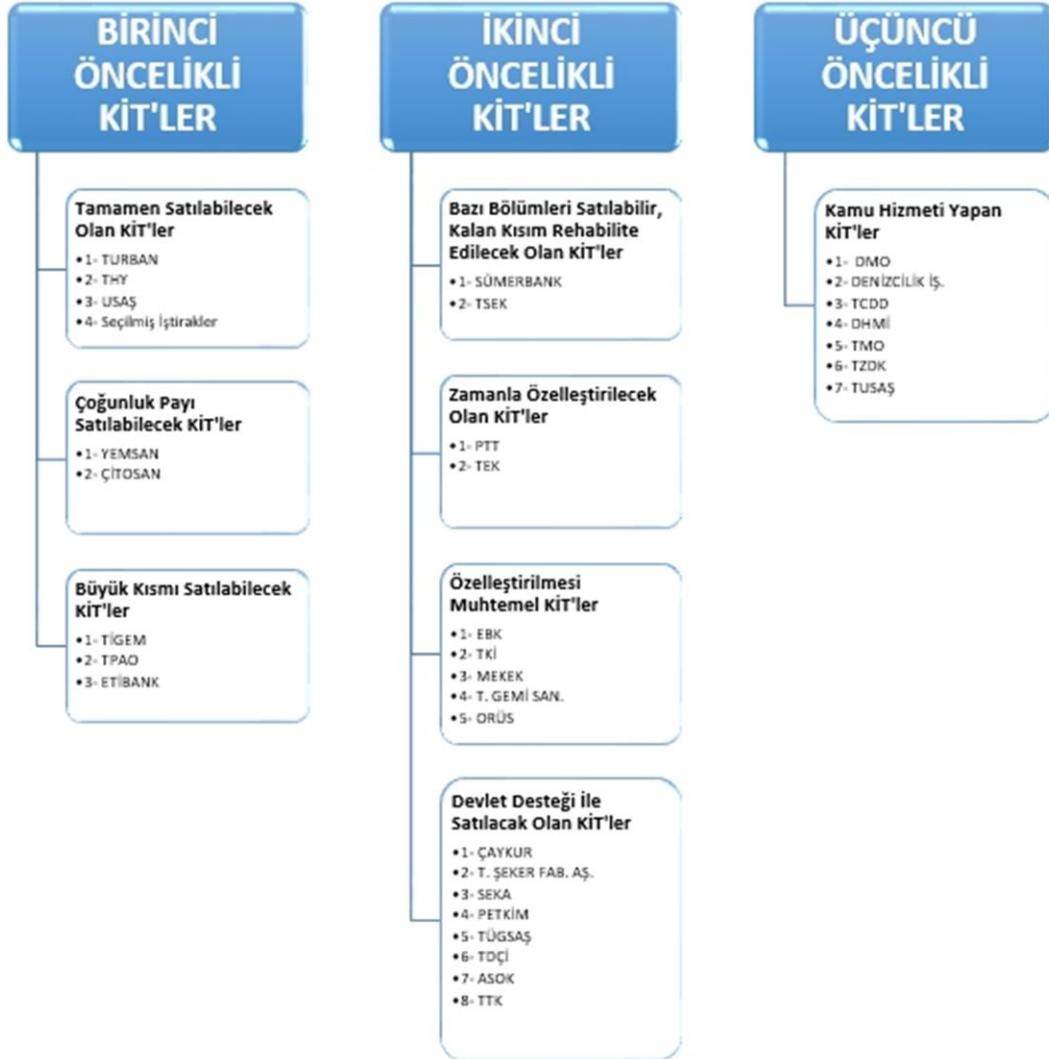 BİRİNCİ
ÖNCELİKLİ
KİT'LER
Tamamen Satılabilecek
Olan KİT'ler
•1- TURBAN
•2- THY
•3- USAŞ
•4- Seçilmiş İştirakler
Çoğunluk Payı
Satılabilecek KİT'ler
•1- YEMSAN
•2- ÇİTOSAN
Büyük Kısmı Satılabilecek
KİT'ler
•1- TİGEM
•2- TPAO
•3- ETİBANK
İKİNCİ
ÖNCELİKLİ
KİT'LER
Bazı Bölümleri Satılabilir,
Kalan Kısım Rehabilite
Edilecek Olan KİT'ler
•1- SÜMERBANK
•2- TSEK
Zamanla Özelleştirilecek
Olan KİT'ler
•1- PTT
•2- TEK
Özelleştirilmesi
Muhtemel KİT'ler
•1- EBK
•2- TKİ
•3- MEKEK
•4- T. GEMİ SAN.
•5- ORÜS
Devlet Desteği İle
Satılacak Olan KİT'ler
•1- ÇAYKUR
•2- T. ŞEKER FAB. AŞ.
•3- SEKA
•4- PETKİM
•5- TÜGSAŞ
•6- TDÇİ
•7- ASOK
•8- TTK
ÜÇÜNCÜ
ÖNCELİKLİ
KİT'LER
Kamu Hizmeti Yapan
KİT'ler
•1- DMO
•2- DENİZCİLİK İŞ.
•3- TCDD
•4- DHMİ
•5- TMO
•6- TZDK
•7- TUSAŞ